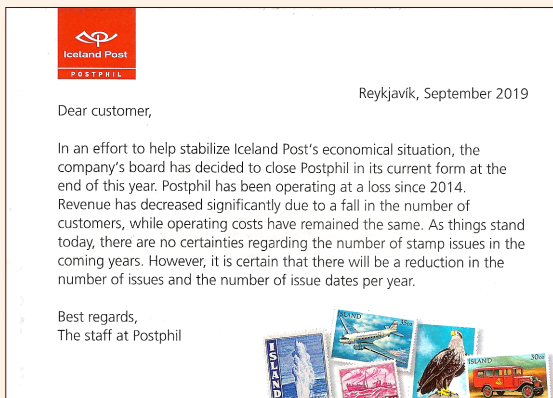 Iceland Post
POSTPHIL
Reykjavík, September 2019
Dear customer,
In an effort to help stabilize Iceland Post's economical situation, the
company's board has decided to close Postphil in its current form at the
end of this year. Postphil has been operating at a loss since 2014.
Revenue has decreased significantly due to a fall in the number of
customers, while operating costs have remained the same. As things stand
today, there are no certainties regarding the number of stamp issues in the
coming years. However, it is certain that there will be a reduction in the
number of issues and the number of issue dates per year.
Best regards,
The staff at Postphil
ÍSLAND
3500
ÍSLAND
ÍSLAND
3000